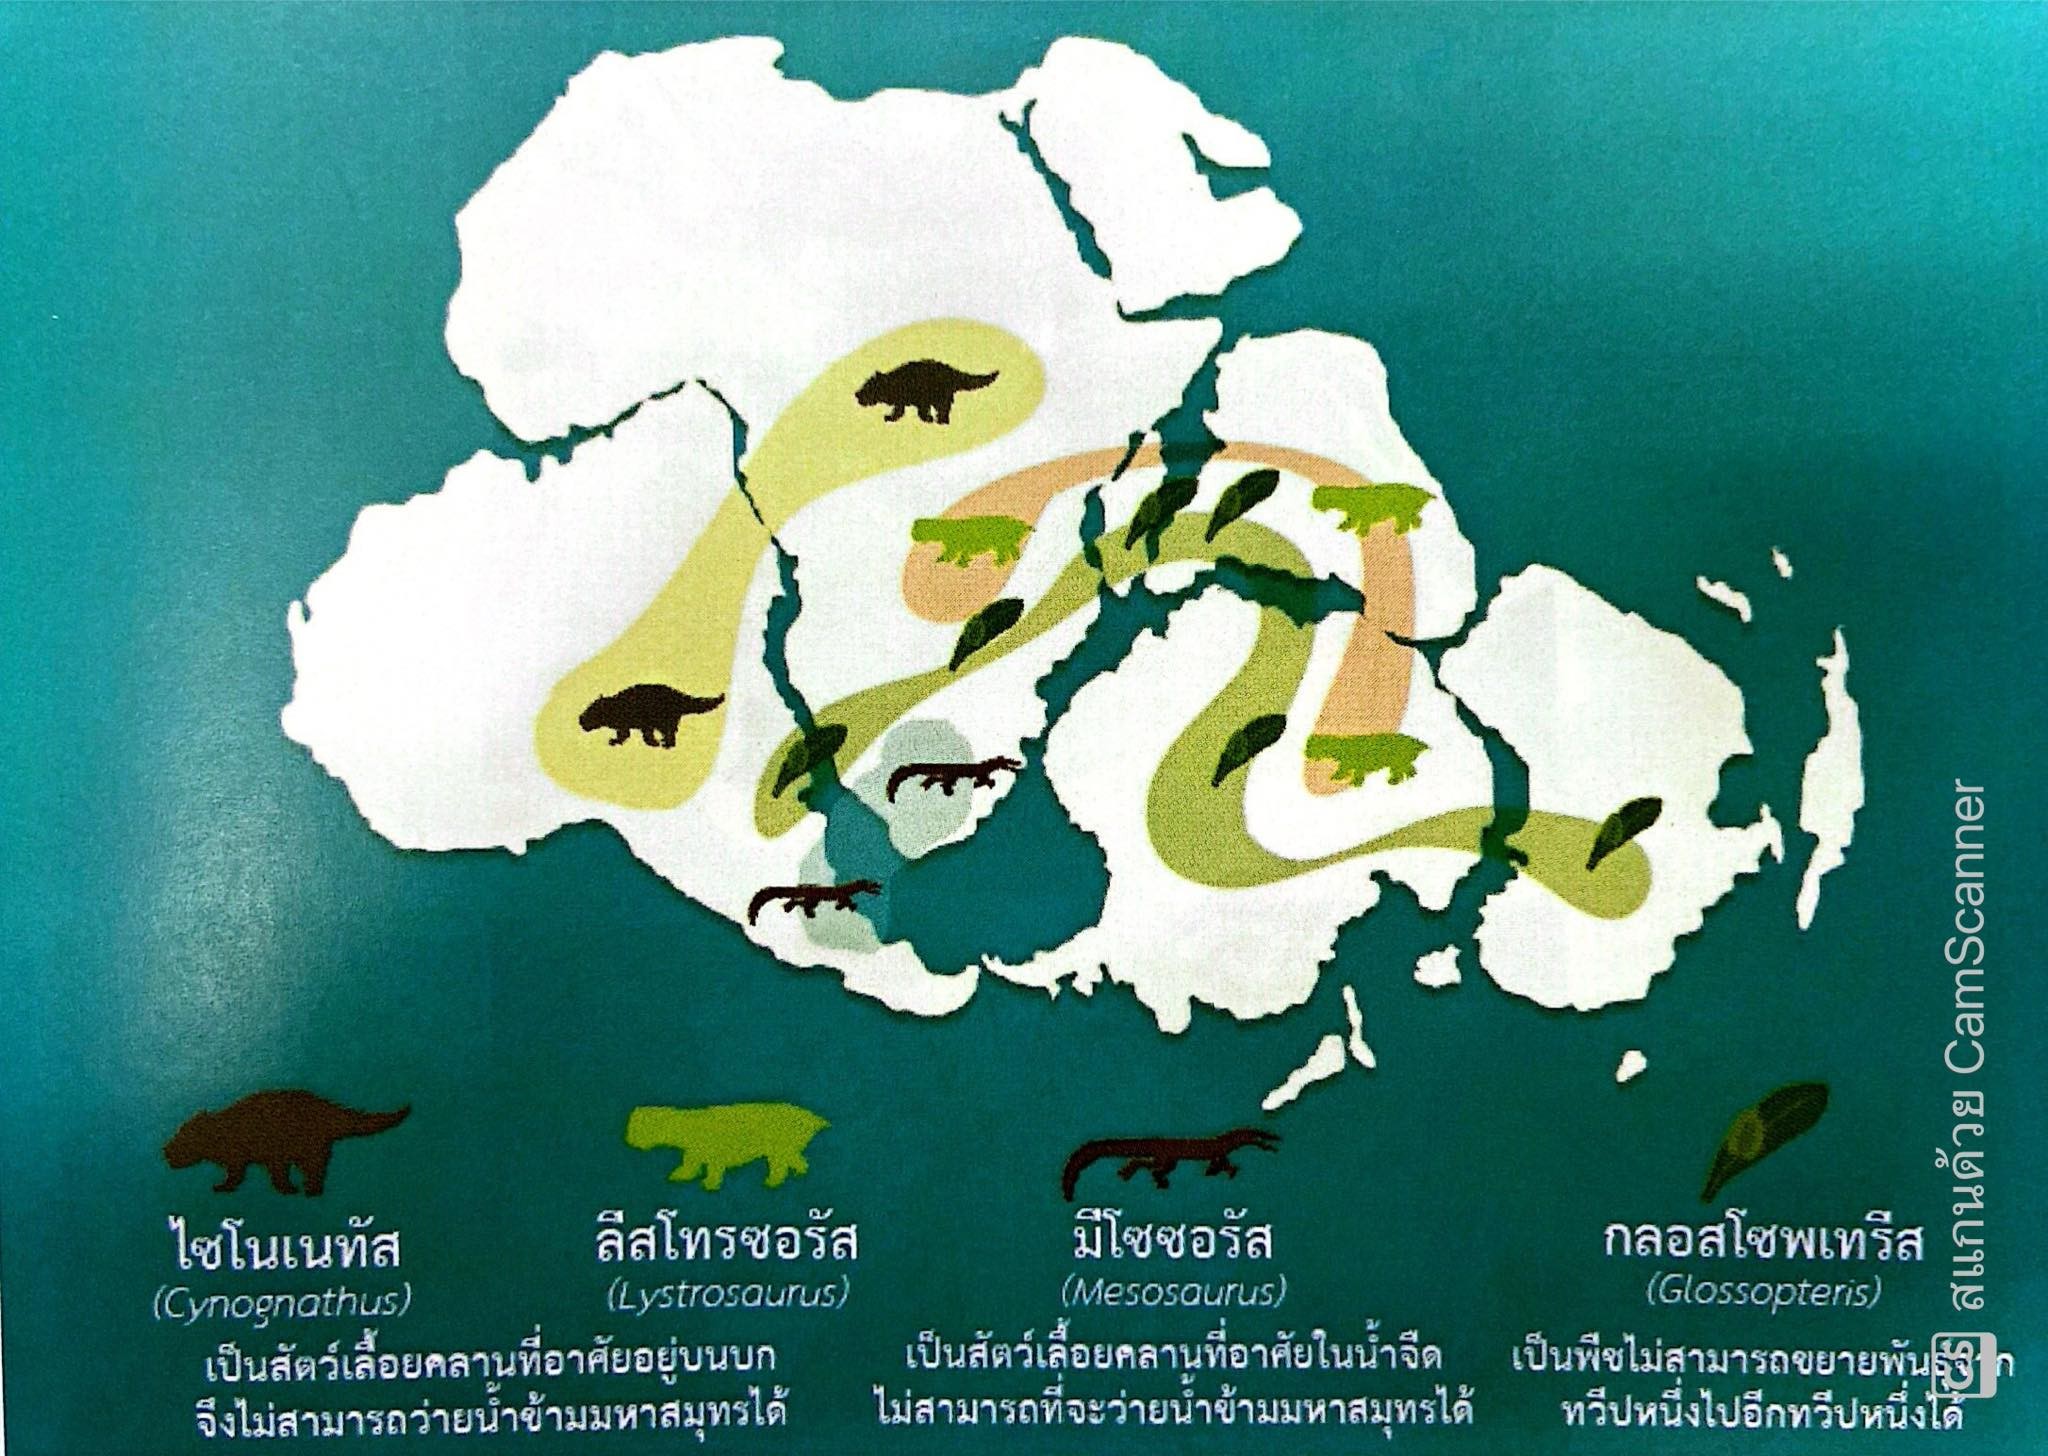 ไซโนเนทัส
(Cynognathus)
ลีสโทรซอรัส
(Lystrosaurus)
เป็นสัตว์เลื้อยคลานที่อาศัยอยู่บนบก
จึงไม่สามารถว่ายน้ำข้ามมหาสมุทรได้
มีโซซอรัส
(Mesosaurus)
เป็นสัตว์เลื้อยคลานที่อาศัยในน้ำจืด
ไม่สามารถที่จะว่ายน้ำข้ามมหาสมุทรได้
กลอสโซพเทรีส
(Glossopteris)
เป็นพืชไม่สามารถขยายพันธุ์จาก
ทวีปหนึ่งไปอีกทวีปหนึ่งได้
CS สแกนด้วย CamScanner